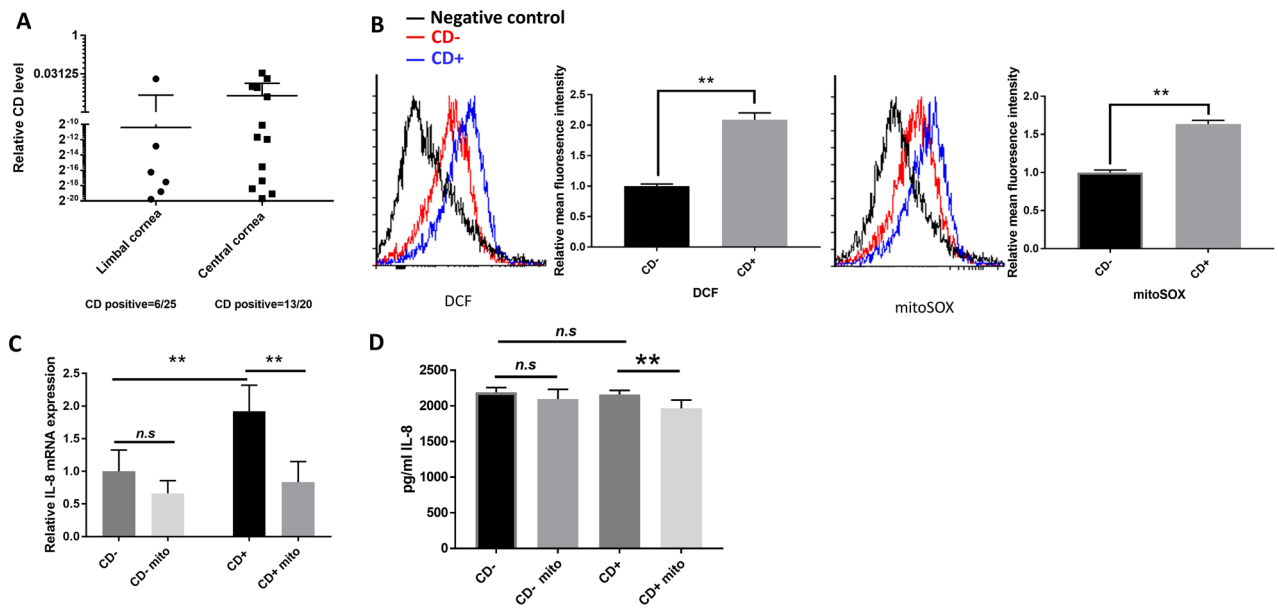 A
Relative CD level
1
0.03125
2-10
2-12
2-14
2-16
2-18
2-20
Limbal cornea
Central cornea
CD positive=6/25
CD positive=13/20
B
Negative control
CD-
CD+
DCF
Relative mean fluoresence intensity
2.5
2.0
1.5
1.0
0.5
0.0
**
CD-
CD+
DCF
mitoSOX
Relative mean fluoresence intensity
2.0
1.5
1.0
0.5
0.0
**
CD-
CD+
mitoSOX
C
Relative IL-8 mRNA expression
2.5
2.0
1.5
1.0
0.5
0.0
**
**
n.s
CD-
CD- mito
CD+
CD+ mito
D
pg/ml IL-8
2500
2000
1500
1000
500
0
n.s
n.s
**
CD-
CD- mito
CD+
CD+ mito